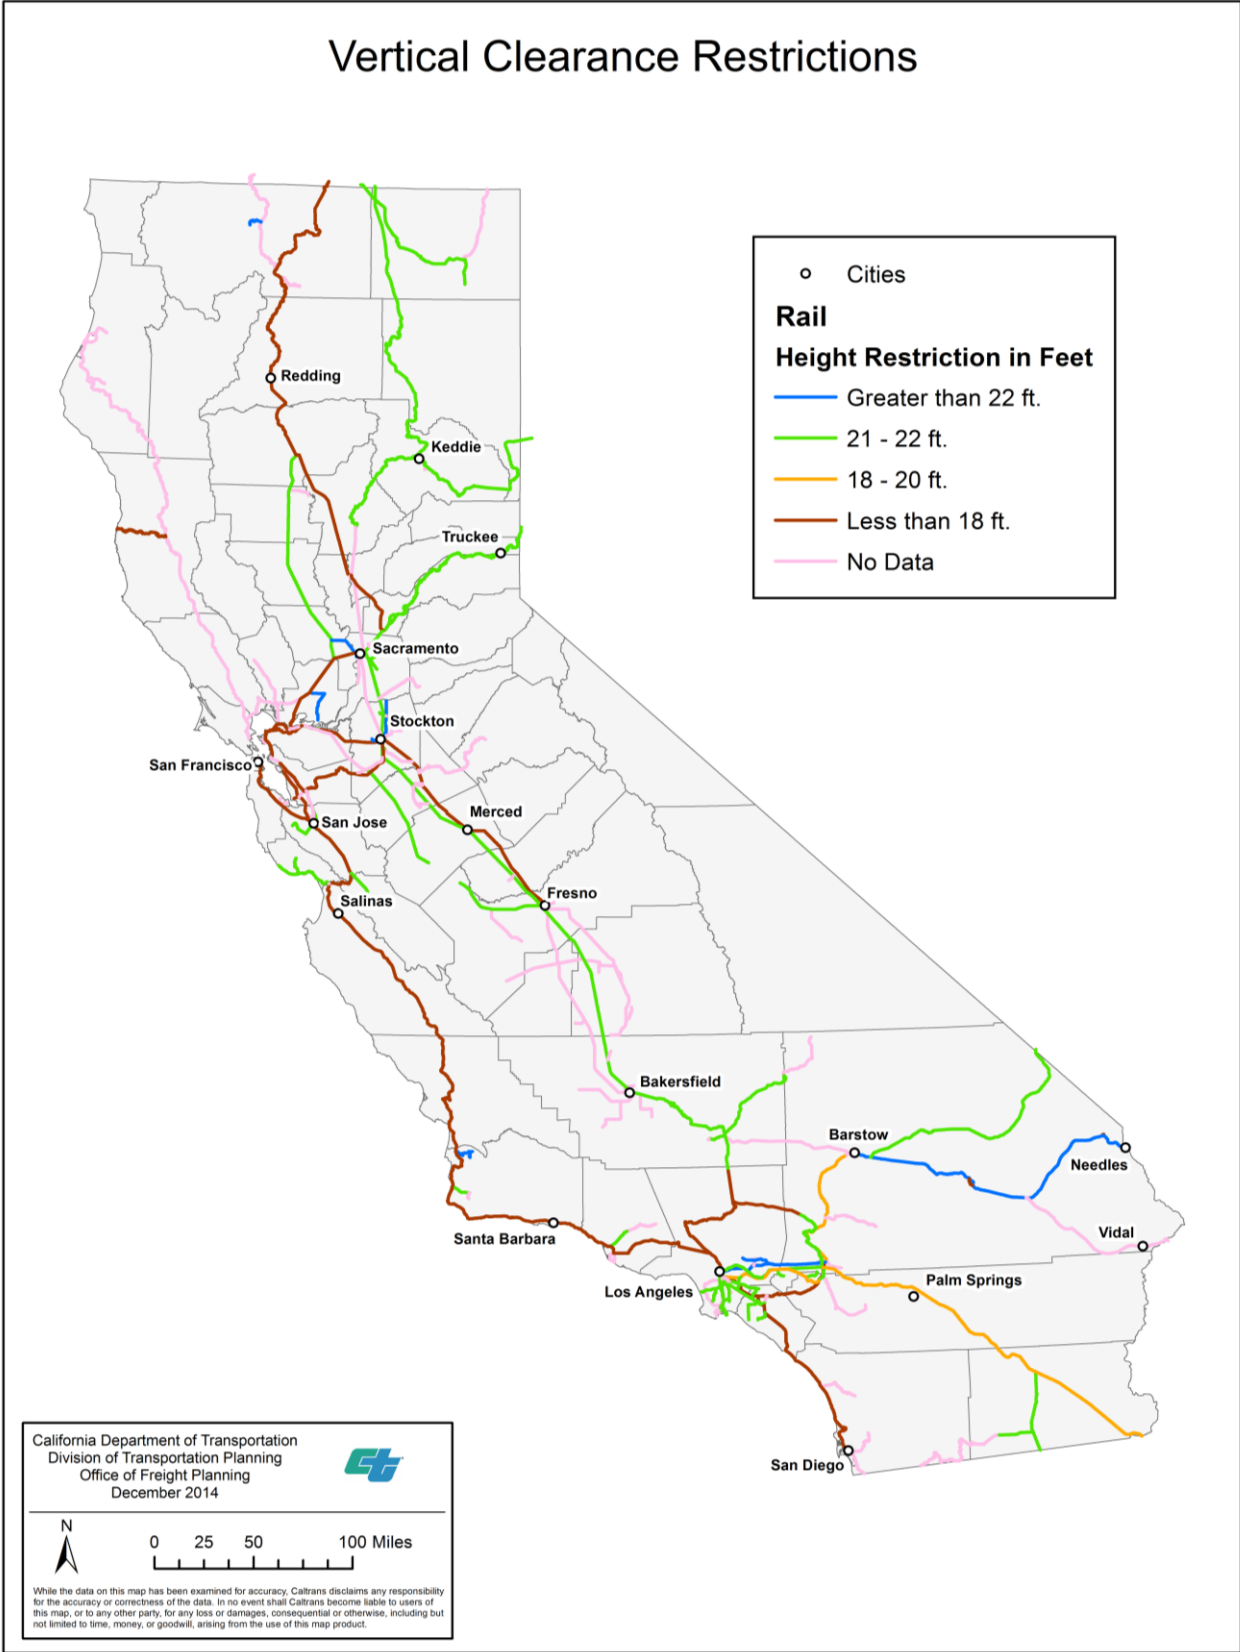 Vertical Clearance Restrictions
Cities
Rail
Height Restriction in Feet
Greater than 22 ft.
21 - 22 ft.
18 - 20 ft.
Less than 18 ft.
No Data
Redding
Keddie
Truckee
Sacramento
Stockton
San Francisco
Merced
San Jose
Fresno
Salinas
Bakersfield
Barstow
Needles
Santa Barbara
Vidal
Los Angeles
Palm Springs
San Diego
California Department of Transportation
Division of Transportation Planning
Office of Freight Planning
December 2014
ct
N
0 25 50 100 Miles
While the data on this map has been examined for accuracy, Caltrans disclaims any responsibility
for the accuracy or correctness of the data. In no event shall Caltrans become liable to users of
this map, or to any other party, for any loss or damages, consequential or otherwise, including but
not limited to time, money, or goodwill, arising from the use of this map product.